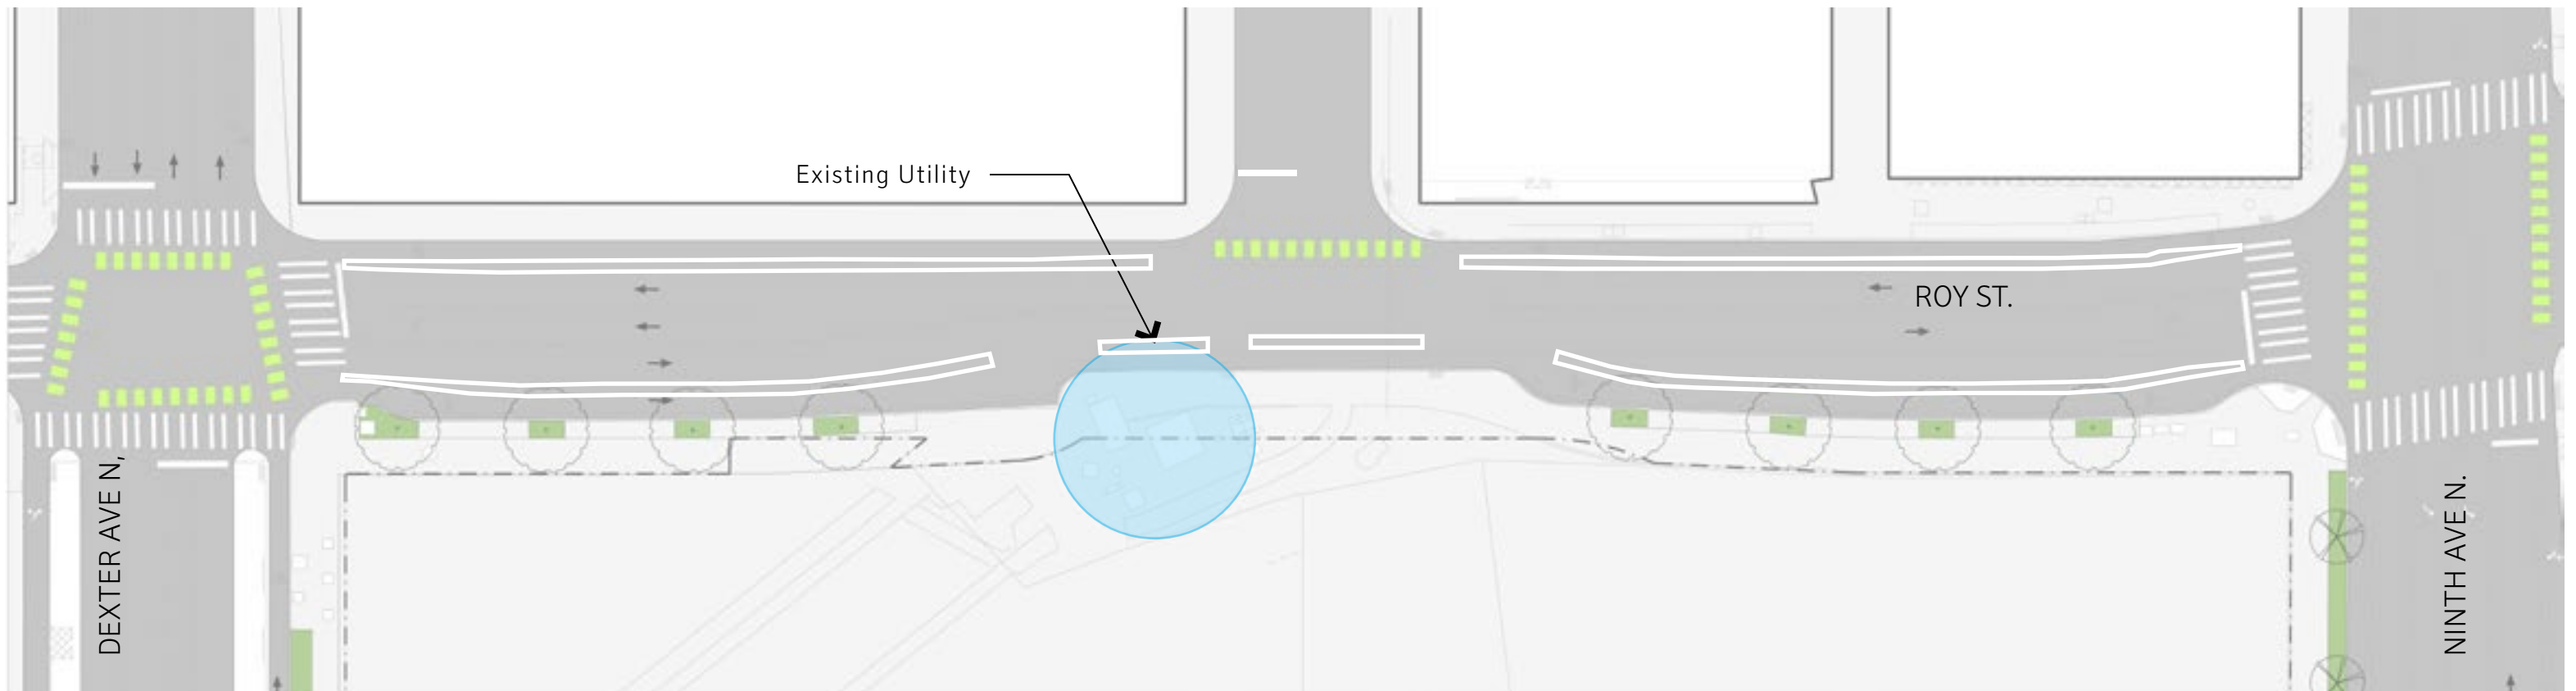 Existing Utility
ROY ST.
DEXTER AVE N,
NINTH AVE N.